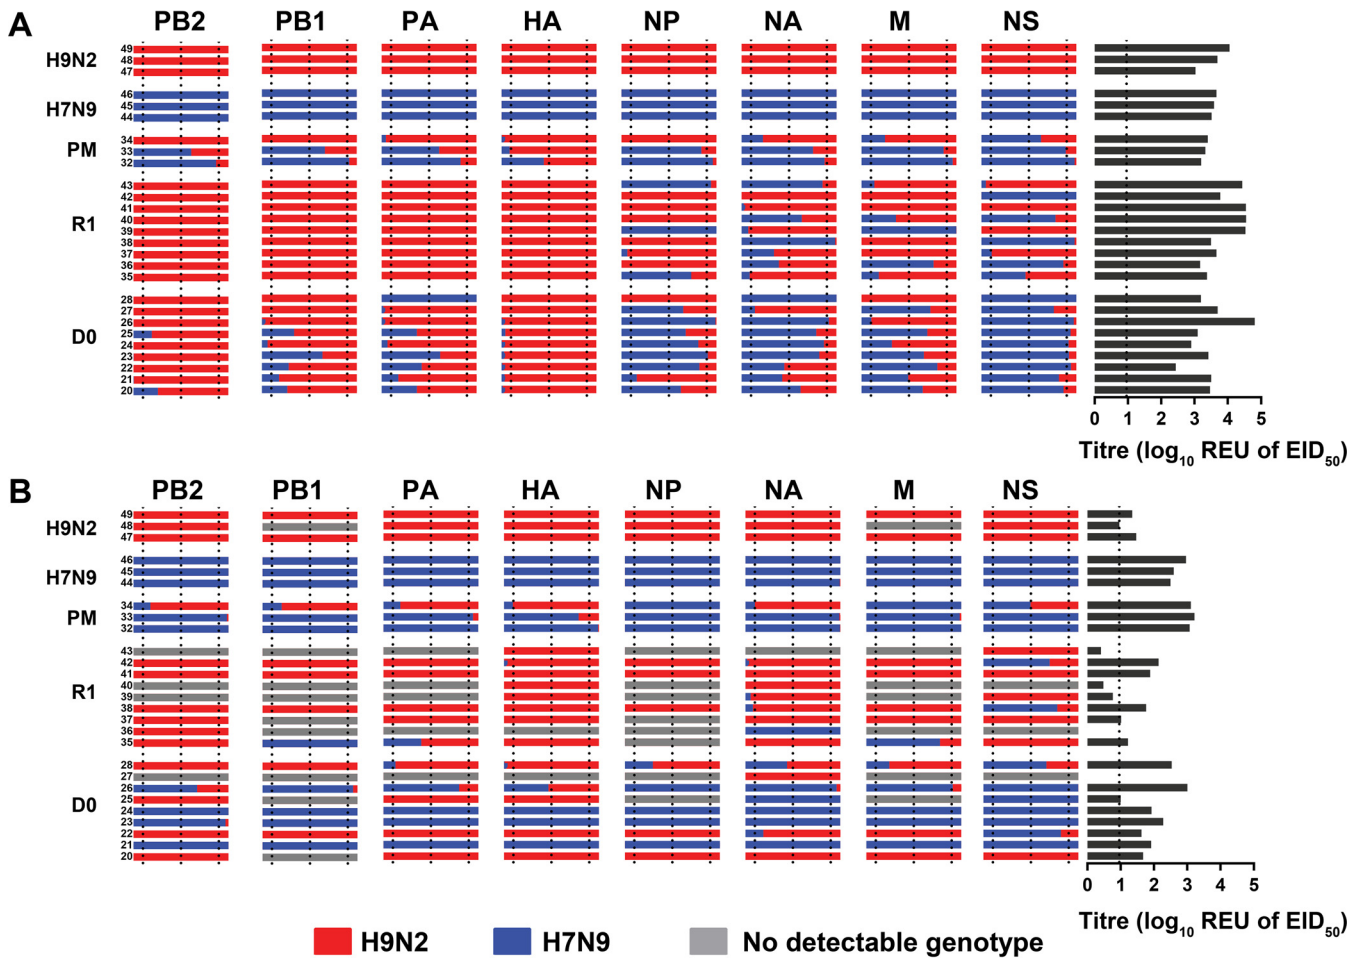 A
PB2 PB1 PA HA NP NA M NS
H9N2
49
48
47
H7N9
46
45
44
PM
34
33
32
R1
43
42
41
40
39
38
37
36
35
D0
28
27
26
25
24
23
22
21
20
0 1 2 3 4 5
Titre (log10 REU of EID50)
B
PB2 PB1 PA HA NP NA M NS
H9N2
49
48
47
H7N9
46
45
44
PM
34
33
32
R1
43
42
41
40
39
38
37
36
35
D0
28
27
26
25
24
23
22
21
20
0 1 2 3 4 5
Titre (log10 REU of EID50)
H9N2 H7N9 No detectable genotype